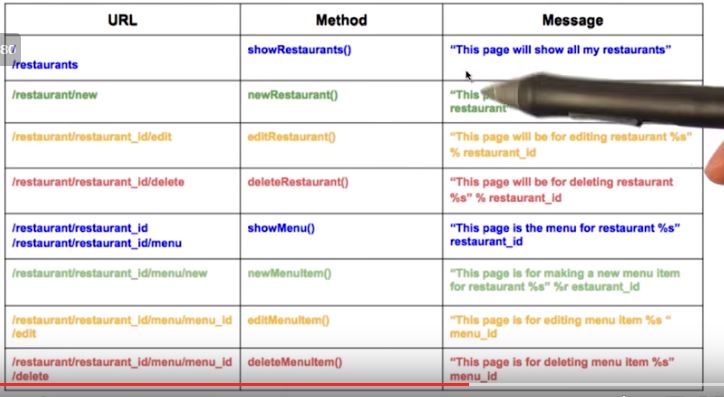 URL Method Message
80
/
/restaurants
showRestaurants()
“This page will show all my restaurants”
/restaurant/new
newRestaurant()
“This
restaurant”
/restaurant/restaurant_id/edit
editRestaurant()
“This page will be for editing restaurant %s”
% restaurant_id
/restaurant/restaurant_id/delete
deleteRestaurant()
“This page will be for deleting restaurant
%s” % restaurant_id
/restaurant/restaurant_id
/restaurant/restaurant_id/menu
showMenu()
“This page is the menu for restaurant %s”
restaurant_id
/restaurant/restaurant_id/menu/new
newMenuItem()
“This page is for making a new menu item
for restaurant %s” %r estaurant_id
/restaurant/restaurant_id/menu/menu_id
/edit
editMenuItem()
“This page is for editing menu item %s “
menu_id
/restaurant/restaurant_id/menu/menu_id
/delete
deleteMenuItem()
“This page is for deleting menu item %s”
menu_id